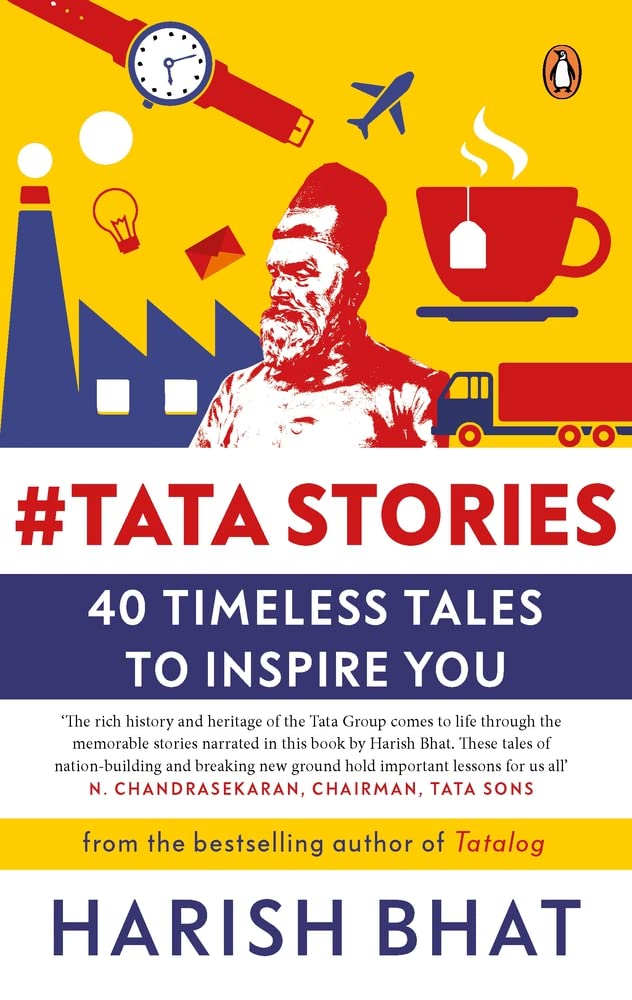 #TATA STORIES
40 TIMELESS TALES
TO INSPIRE YOU
‘The rich history and heritage of the Tata Group comes to life through the
memorable stories narrated in this book by Harish Bhat. These tales of
nation-building and breaking new ground hold important lessons for us all’
N. CHANDRASEKARAN, CHAIRMAN, TATA SONS
from the bestselling author of Tatalog
HARISH BHAT